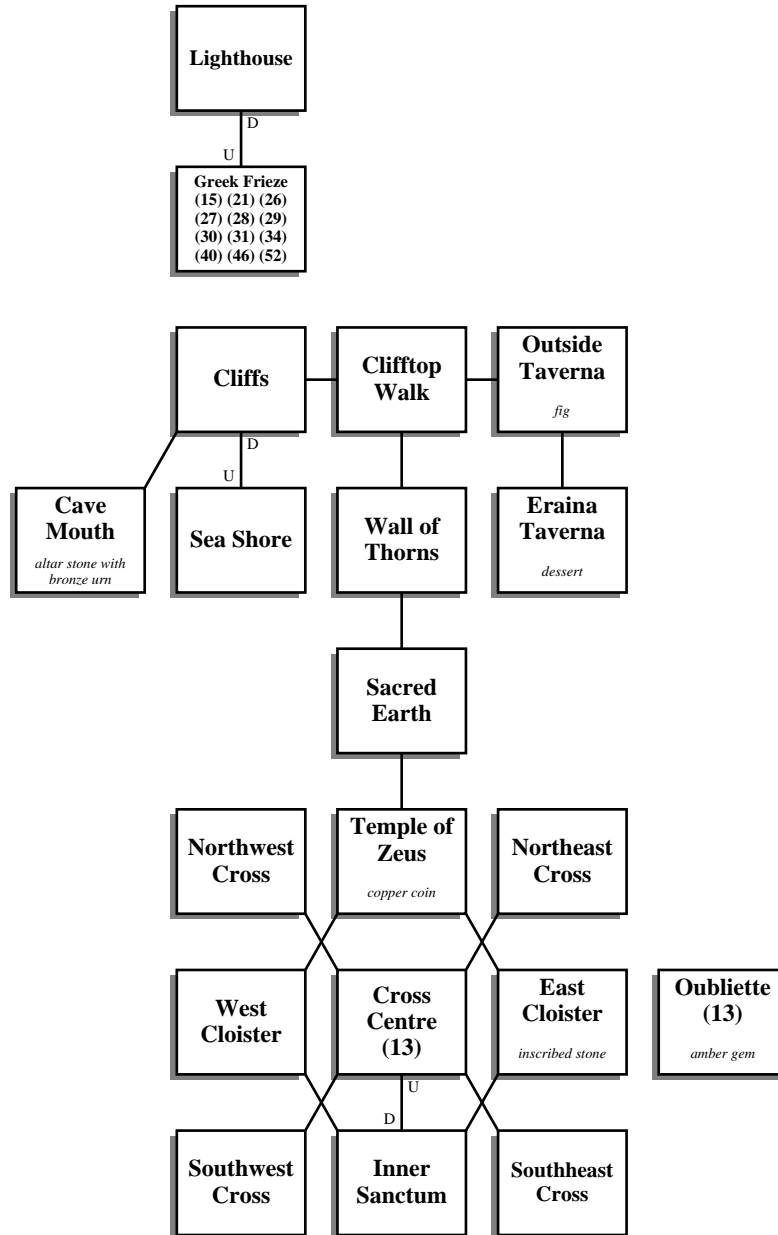 Lighthouse
D
U
Greek Frieze
(15) (21) (26)
(27) (28) (29)
(30) (31) (34)
(40) (46) (52)
Cliffs
Clifftop
Walk
Outside
Taverna
fig
D
U
Cave
Mouth
altar stone with
bronze urn
Sea Shore
Wall of
Thorns
Eraina
Taverna
dessert
Sacred
Earth
Northwest
Cross
Temple of
Zeus
copper coin
Northeast
Cross
West
Cloister
Cross
Centre
(13)
East
Cloister
inscribed stone
Oubliette
(13)
amber gem
U
D
Southwest
Cross
Inner
Sanctum
Southheast
Cross